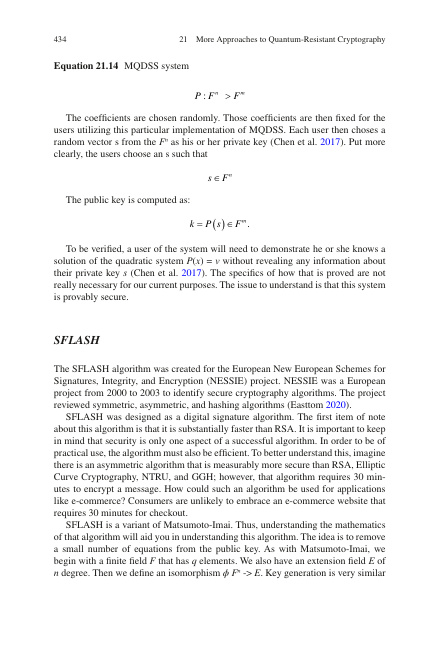 434 21 More Approaches to Quantum-Resistant Cryptography
Equation 21.14 MQDSS system
P : Fⁿ > Fᵐ
The coefficients are chosen randomly. Those coefficients are then fixed for the
users utilizing this particular implementation of MQDSS. Each user then choses a
random vector s from the Fⁿ as his or her private key (Chen et al. 2017). Put more
clearly, the users choose an s such that
s ∈ Fⁿ
The public key is computed as:
k = P(s) ∈ Fᵐ.
To be verified, a user of the system will need to demonstrate he or she knows a
solution of the quadratic system P(x) = v without revealing any information about
their private key s (Chen et al. 2017). The specifics of how that is proved are not
really necessary for our current purposes. The issue to understand is that this system
is provably secure.
SFLASH
The SFLASH algorithm was created for the European New European Schemes for
Signatures, Integrity, and Encryption (NESSIE) project. NESSIE was a European
project from 2000 to 2003 to identify secure cryptography algorithms. The project
reviewed symmetric, asymmetric, and hashing algorithms (Easttom 2020).
SFLASH was designed as a digital signature algorithm. The first item of note
about this algorithm is that it is substantially faster than RSA. It is important to keep
in mind that security is only one aspect of a successful algorithm. In order to be of
practical use, the algorithm must also be efficient. To better understand this, imagine
there is an asymmetric algorithm that is measurably more secure than RSA, Elliptic
Curve Cryptography, NTRU, and GGH; however, that algorithm requires 30 min-
utes to encrypt a message. How could such an algorithm be used for applications
like e-commerce? Consumers are unlikely to embrace an e-commerce website that
requires 30 minutes for checkout.
SFLASH is a variant of Matsumoto-Imai. Thus, understanding the mathematics
of that algorithm will aid you in understanding this algorithm. The idea is to remove
a small number of equations from the public key. As with Matsumoto-Imai, we
begin with a finite field F that has q elements. We also have an extension field E of
n degree. Then we define an isomorphism ϕ Fⁿ -> E. Key generation is very similar